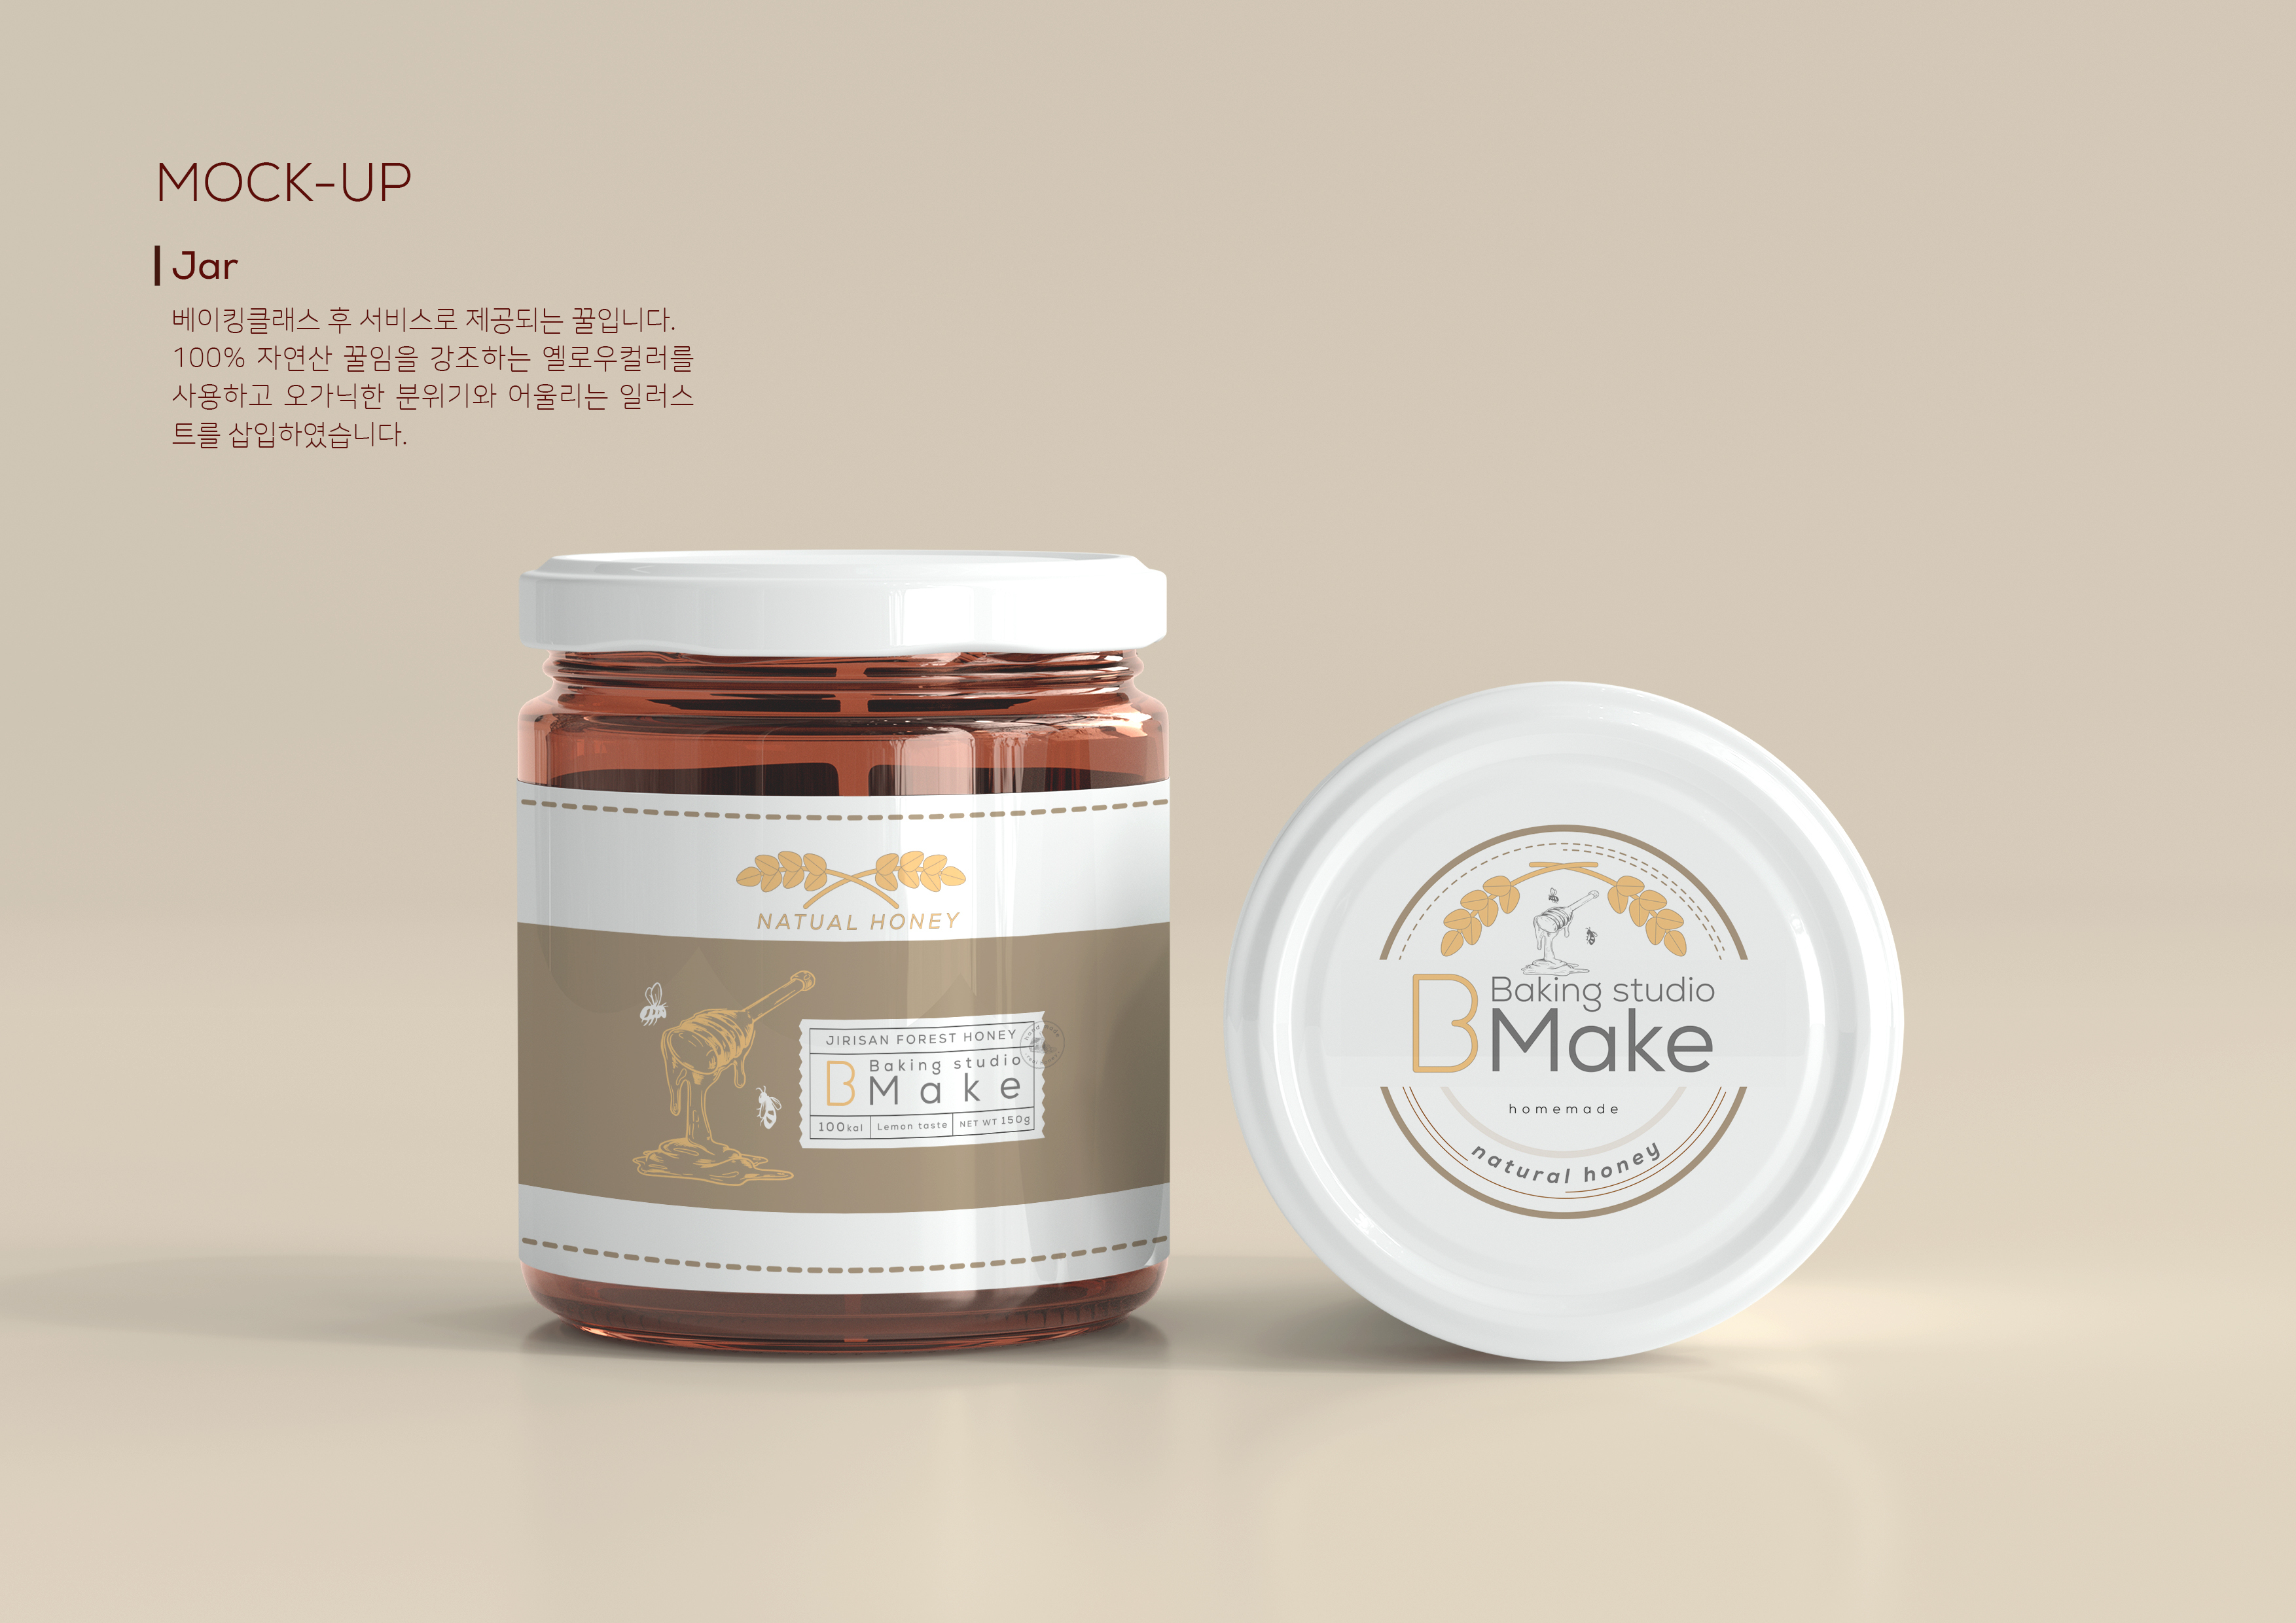 MOCK-UP
Jar
베이킹클래스 후 서비스로 제공되는 꿀입니다.
100% 자연산 꿀임을 강조하는 옐로우컬러를
사용하고 오가닉한 분위기와 어울리는 일러스
트를 삽입하였습니다.
NATUAL HONEY
JIRISAN FOREST HONEY
B Baking studio
Make
100kal Lemon taste NET WT 150g
B Baking studio
Make
homemade
natural honey